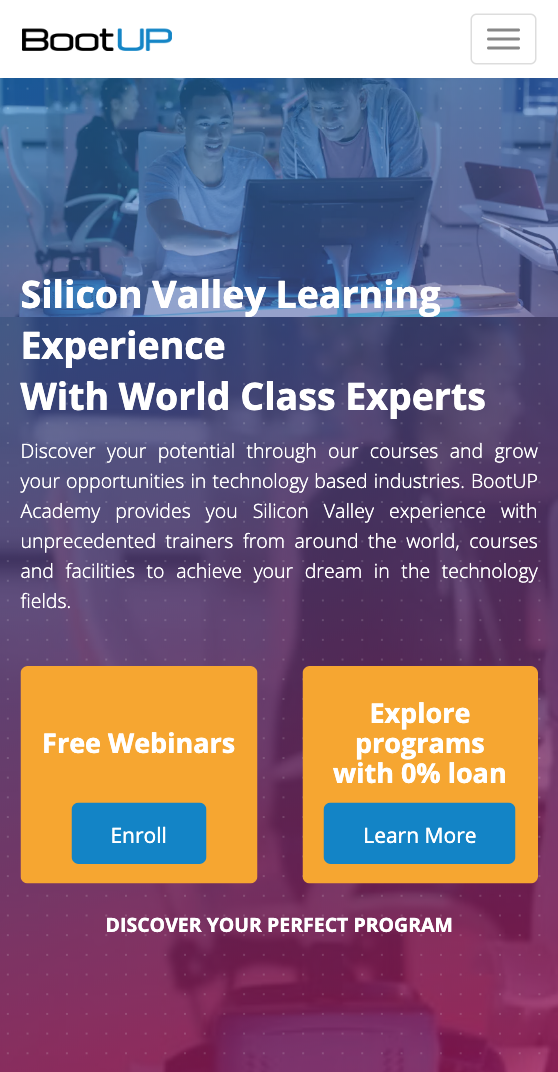 BootUP
Silicon Valley Learning
Experience
With World Class Experts
Discover your potential through our courses and grow
your opportunities in technology based industries. BootUP
Academy provides you Silicon Valley experience with
unprecedented trainers from around the world, courses
and facilities to achieve your dream in the technology
fields.
Free Webinars
Enroll
Explore
programs
with 0% loan
Learn More
DISCOVER YOUR PERFECT PROGRAM